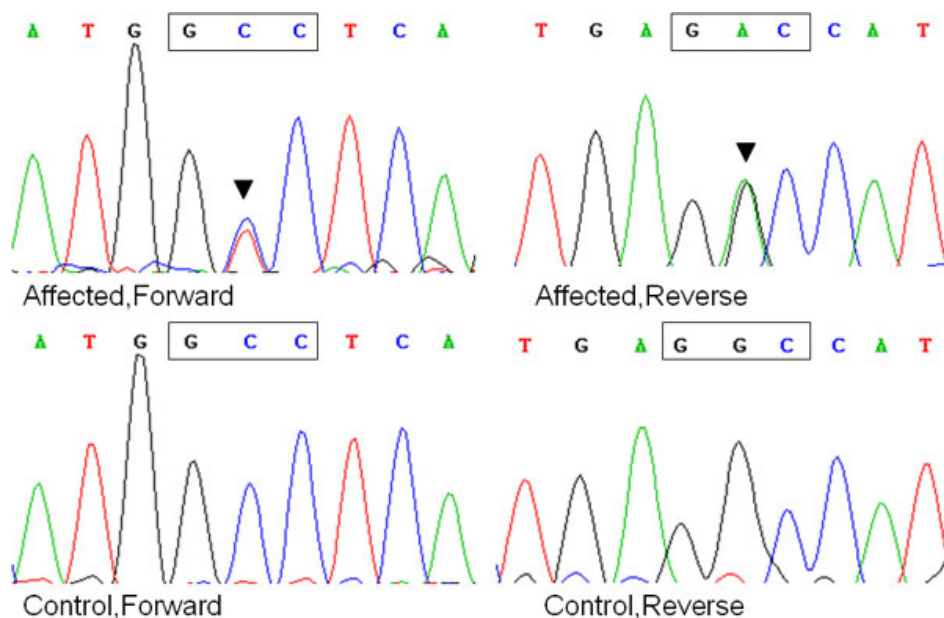 A T G G C C T C A
T G A G A C C A T
Affected,Forward
Affected,Reverse
A T G G C C T C A
T G A G G C C A T
Control,Forward
Control,Reverse